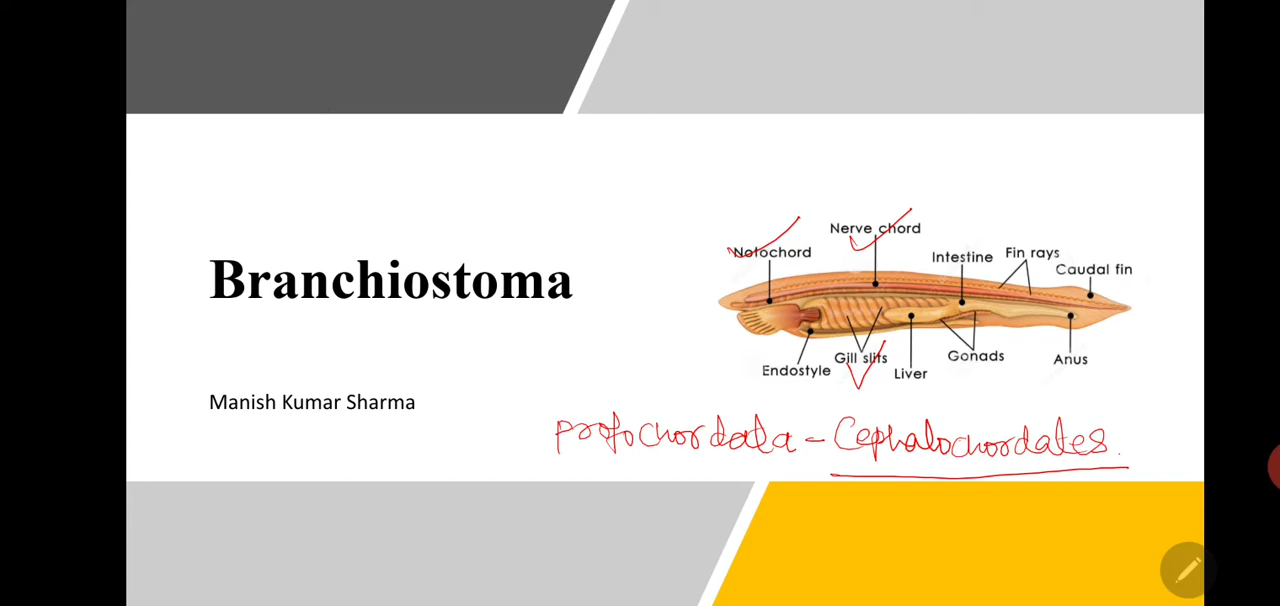 Branchiostoma
Manish Kumar Sharma
Nerve chord
Notochord
Intestine
Fin rays
Caudal fin
Endostyle
Gill slits
Liver
Gonads
Anus
Protochordata - Cephalochordates.